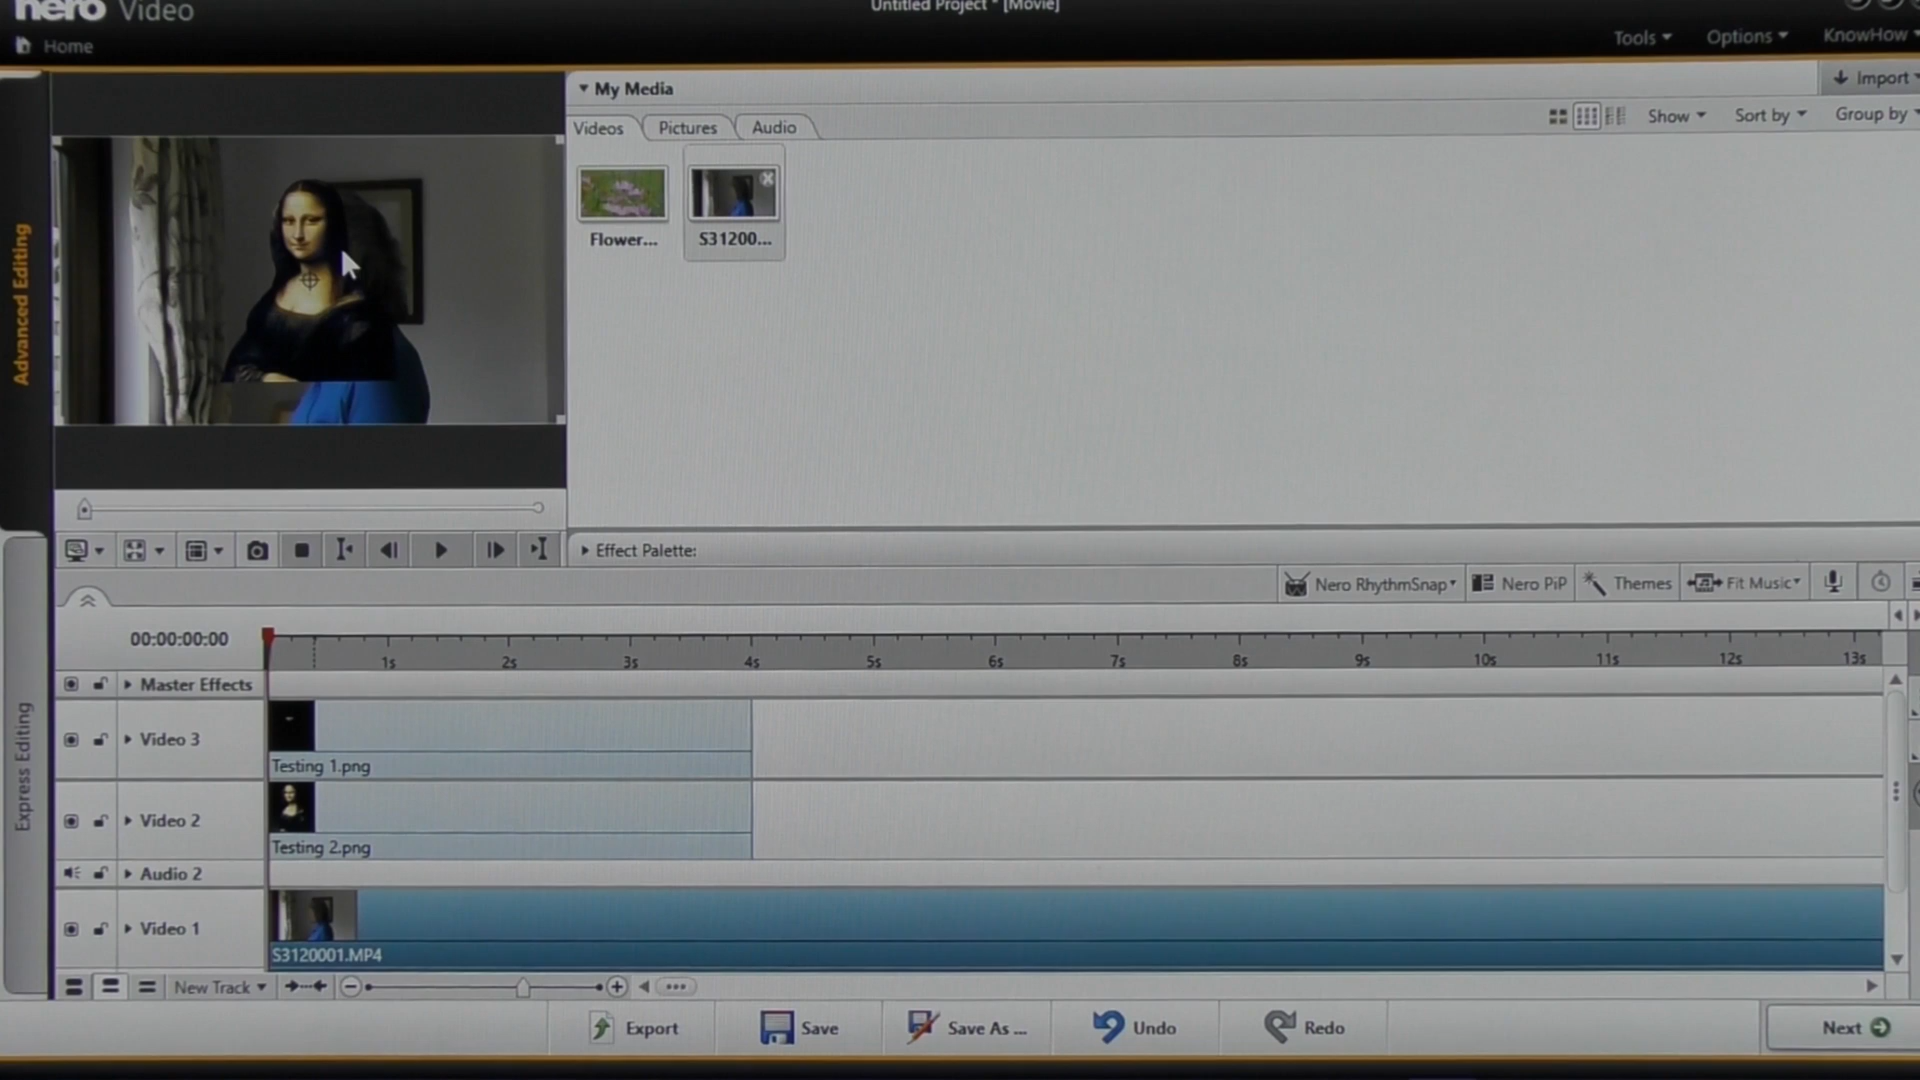 nero Video
Untitled Project * [Movie]
Home
Tools
Options
KnowHow
Advanced Editing
Express Editing
My Media
Import
Videos
Pictures
Audio
Show
Sort by
Group by
Flower...
S31200...
Effect Palette:
Nero RhythmSnap
Nero PiP
Themes
Fit Music
00:00:00:00
1s
2s
3s
4s
5s
6s
7s
8s
9s
10s
11s
12s
13s
Master Effects
Video 3
Testing 1.png
Video 2
Testing 2.png
Audio 2
Video 1
S3120001.MP4
New Track
Export
Save
Save As ...
Undo
Redo
Next